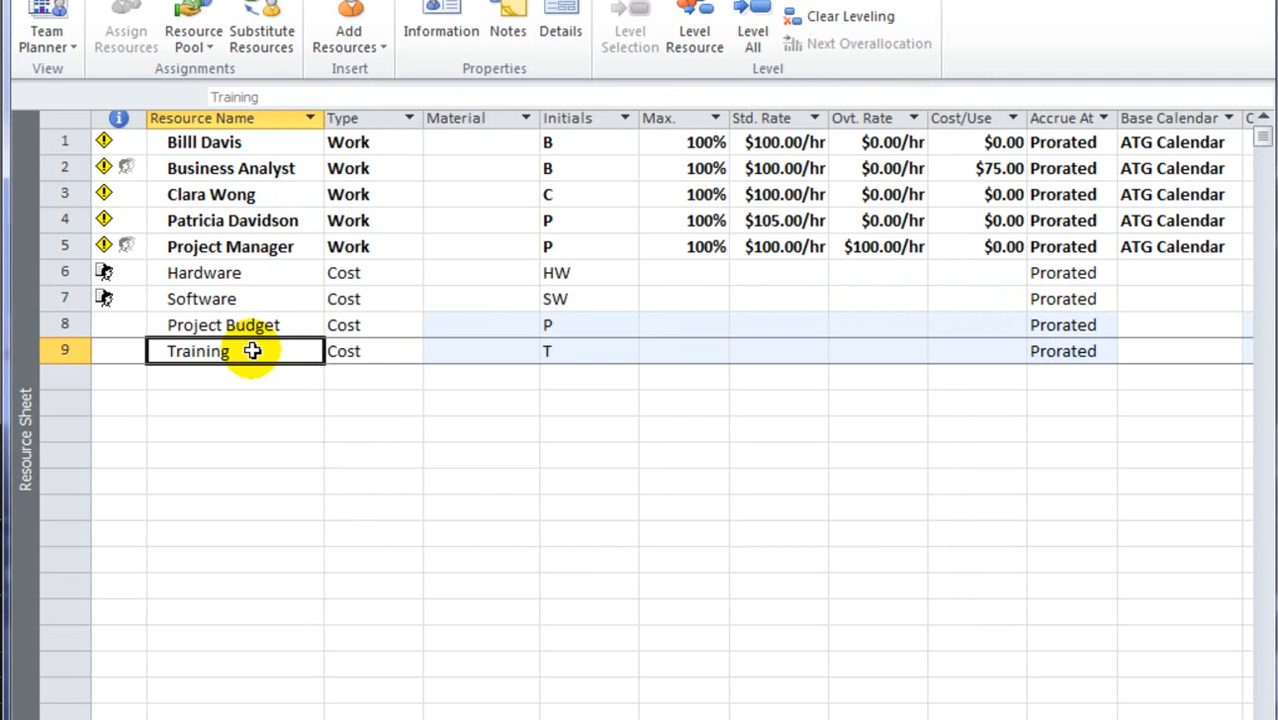 Team Planner
Assign Resources
Resource Pool
Substitute Resources
Add Resources
Information
Notes
Details
Level Selection
Level Resource
Level All
Clear Leveling
Next Overallocation
View
Assignments
Insert
Properties
Level
Training
Resource Name Type Material Initials Max. Std. Rate Ovt. Rate Cost/Use Accrue At Base Calendar C
1 Billl Davis Work B 100% $100.00/hr $0.00/hr $0.00 Prorated ATG Calendar
2 Business Analyst Work B 100% $100.00/hr $0.00/hr $75.00 Prorated ATG Calendar
3 Clara Wong Work C 100% $100.00/hr $0.00/hr $0.00 Prorated ATG Calendar
4 Patricia Davidson Work P 100% $105.00/hr $0.00/hr $0.00 Prorated ATG Calendar
5 Project Manager Work P 100% $100.00/hr $100.00/hr $0.00 Prorated ATG Calendar
6 Hardware Cost HW Prorated
7 Software Cost SW Prorated
8 Project Budget Cost P Prorated
9 Training Cost T Prorated
Resource Sheet